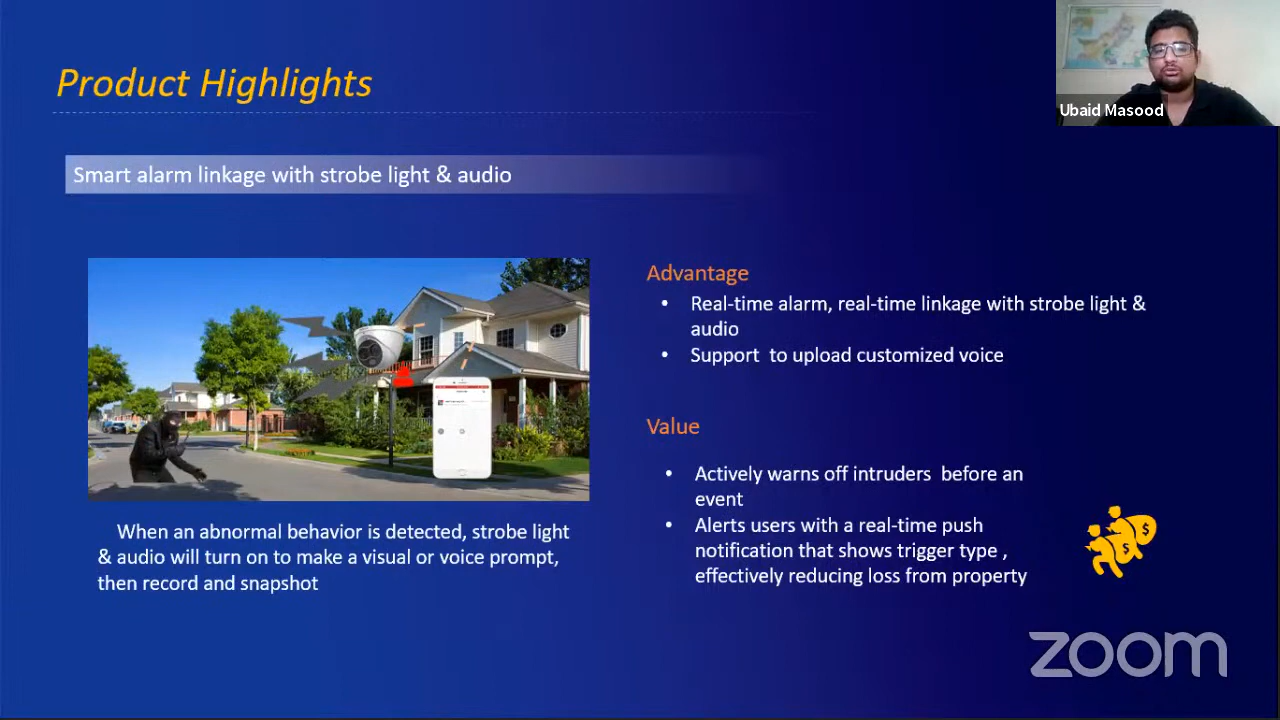 Product Highlights
Ubaid Masood
Smart alarm linkage with strobe light & audio
Advantage
• Real-time alarm, real-time linkage with strobe light &
audio
• Support to upload customized voice
Value
• Actively warns off intruders before an
event
• Alerts users with a real-time push
notification that shows trigger type ,
effectively reducing loss from property
When an abnormal behavior is detected, strobe light
& audio will turn on to make a visual or voice prompt,
then record and snapshot
$
$
zoom